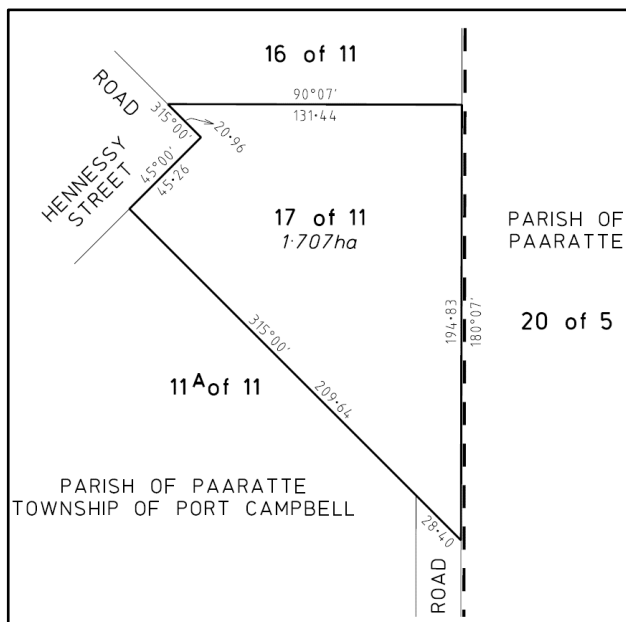 16 of 11
ROAD
90°07'
131·44
315°00'
20·96
HENNESSY
STREET
45°00'
45·26
17 of 11
1·707ha
PARISH OF
PAARATTE
194·83
180°07'
20 of 5
315°00'
11A of 11
209·64
PARISH OF PAARATTE
TOWNSHIP OF PORT CAMPBELL
28·40
ROAD